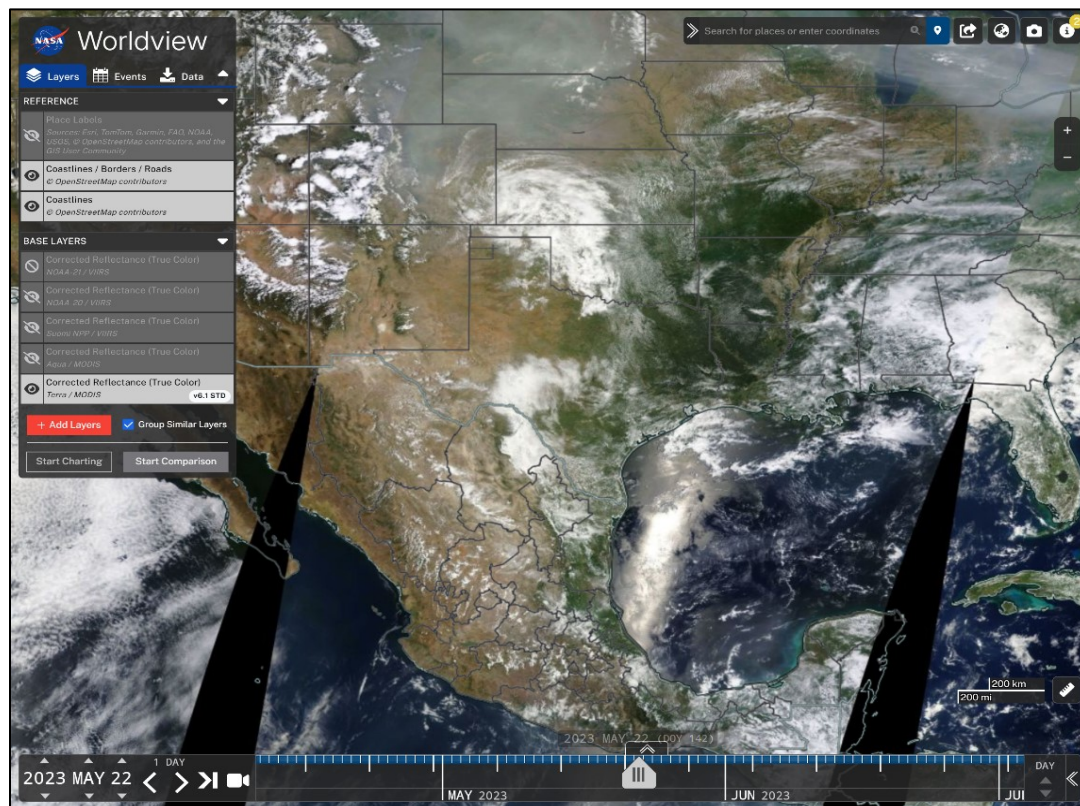 NASA Worldview
Search for places or enter coordinates
Layers Events Data
REFERENCE
Place Labels
Sources: Esri, TomTom, Garmin, FAO, NOAA, USGS, © OpenStreetMap contributors, and the GIS User Community
Coastlines / Borders / Roads
© OpenStreetMap contributors
Coastlines
© OpenStreetMap contributors
BASE LAYERS
Corrected Reflectance (True Color)
NOAA-21 / VIIRS
Corrected Reflectance (True Color)
NOAA-20 / VIIRS
Corrected Reflectance (True Color)
Suomi NPP / VIIRS
Corrected Reflectance (True Color)
Aqua / MODIS
Corrected Reflectance (True Color)
Terra / MODIS v6.1 STD
+ Add Layers Group Similar Layers
Start Charting Start Comparison
200 km
200 mi
2023 MAY 22 (DOY 142)
1 DAY
2023 MAY 22
DAY
MAY 2023 JUN 2023 JUl